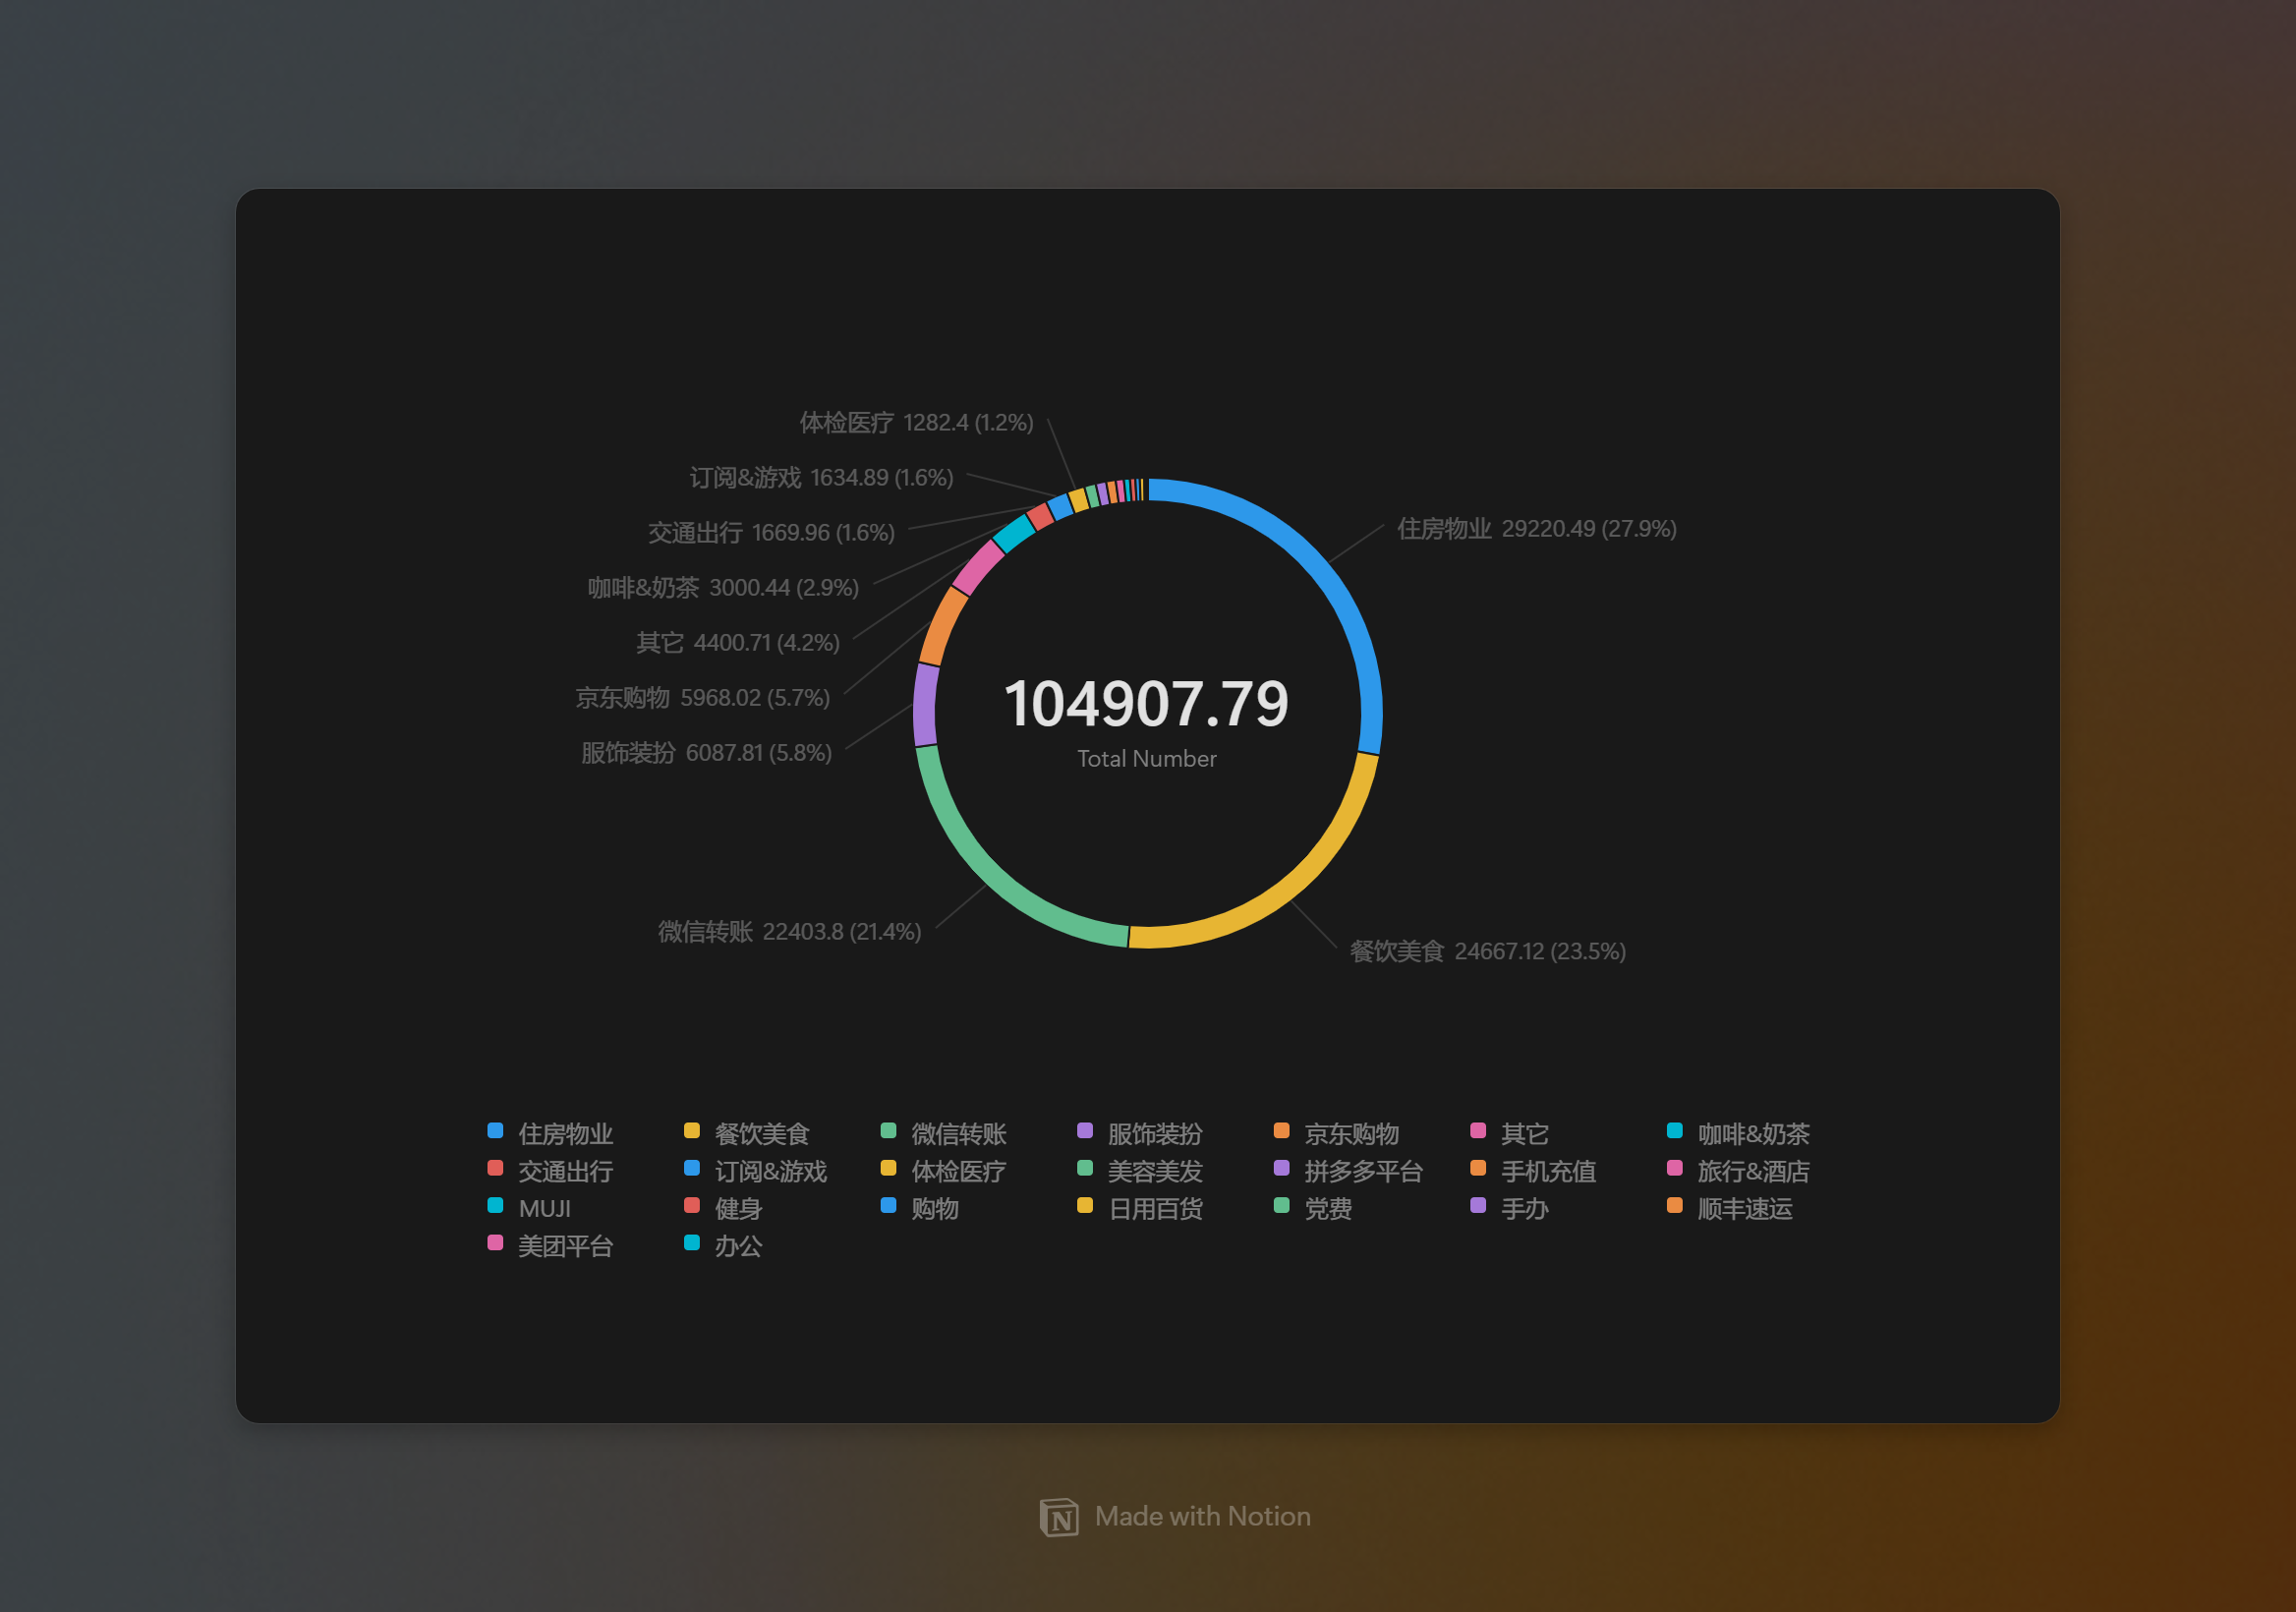 体检医疗 1282.4 (1.2%)
订阅&游戏 1634.89 (1.6%)
交通出行 1669.96 (1.6%)
住房物业 29220.49 (27.9%)
咖啡&奶茶 3000.44 (2.9%)
其它 4400.71 (4.2%)
京东购物 5968.02 (5.7%)
服饰装扮 6087.81 (5.8%)
104907.79
Total Number
微信转账 22403.8 (21.4%)
餐饮美食 24667.12 (23.5%)
住房物业 餐饮美食 微信转账 服饰装扮 京东购物 其它 咖啡&奶茶
交通出行 订阅&游戏 体检医疗 美容美发 拼多多平台 手机充值 旅行&酒店
MUJI 健身 购物 日用百货 党费 手办 顺丰速运
美团平台 办公
Made with Notion